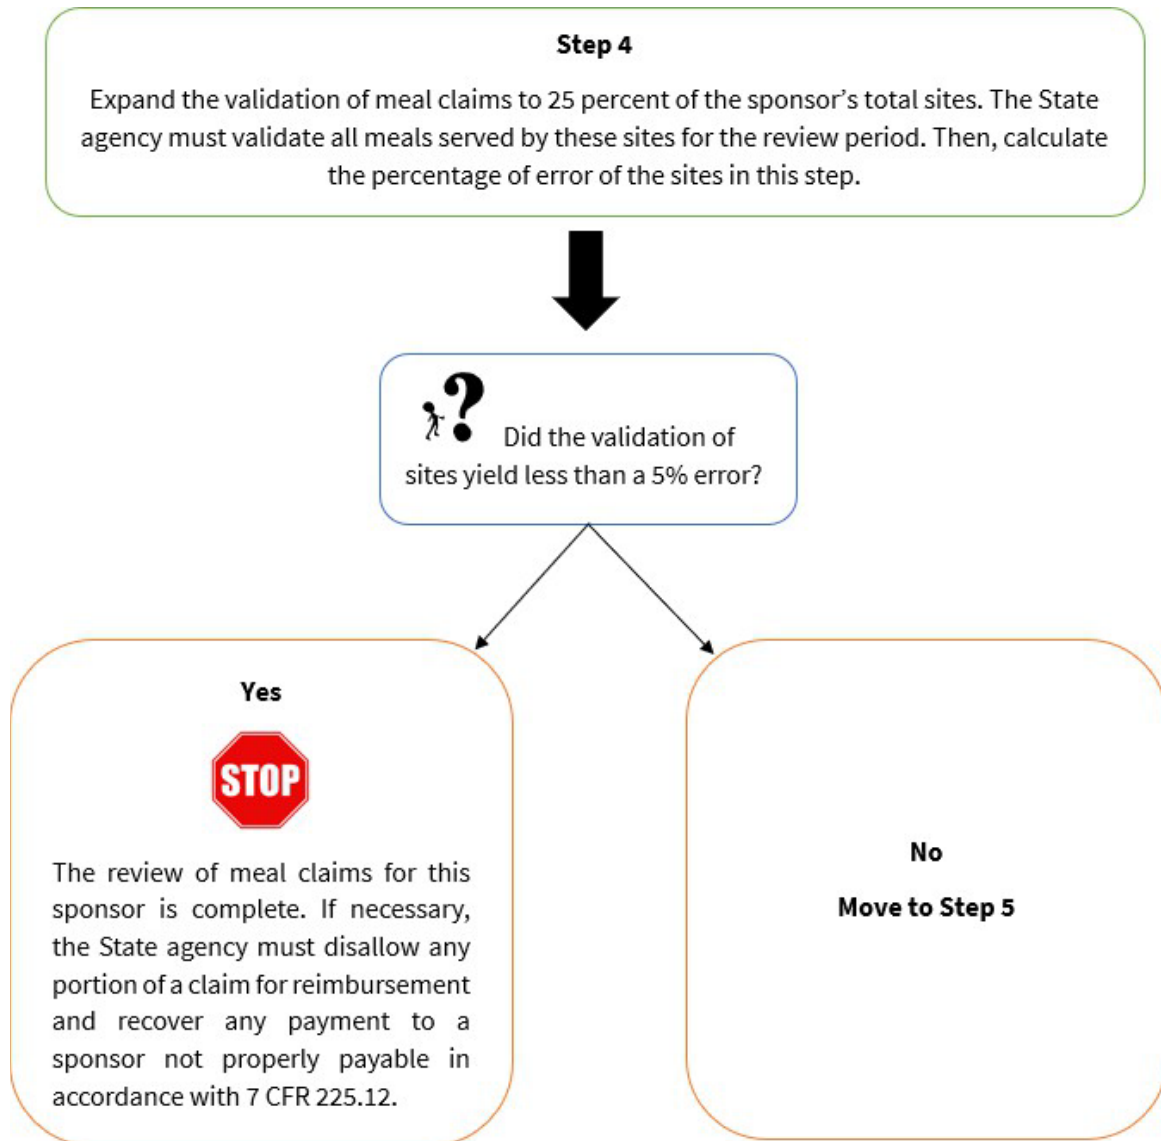 Step 4
Expand the validation of meal claims to 25 percent of the sponsor’s total sites. The State
agency must validate all meals served by these sites for the review period. Then, calculate
the percentage of error of the sites in this step.
?
Did the validation of
sites yield less than a 5% error?
Yes
STOP
The review of meal claims for this
sponsor is complete. If necessary,
the State agency must disallow any
portion of a claim for reimbursement
and recover any payment to a
sponsor not properly payable in
accordance with 7 CFR 225.12.
No
Move to Step 5